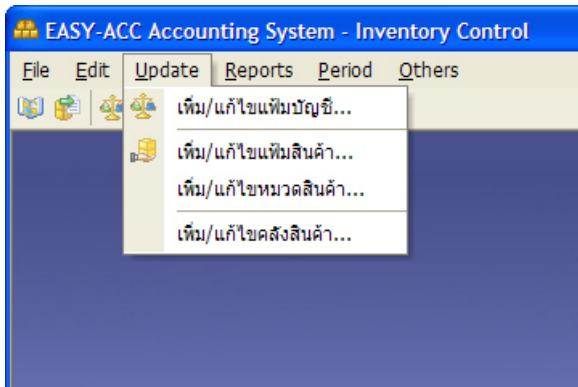 EASY-ACC Accounting System - Inventory Control
File Edit Update Reports Period Others
เพิ่ม/แก้ไขแฟ้มบัญชี...
เพิ่ม/แก้ไขแฟ้มสินค้า...
เพิ่ม/แก้ไขหมวดสินค้า...
เพิ่ม/แก้ไขคลังสินค้า...